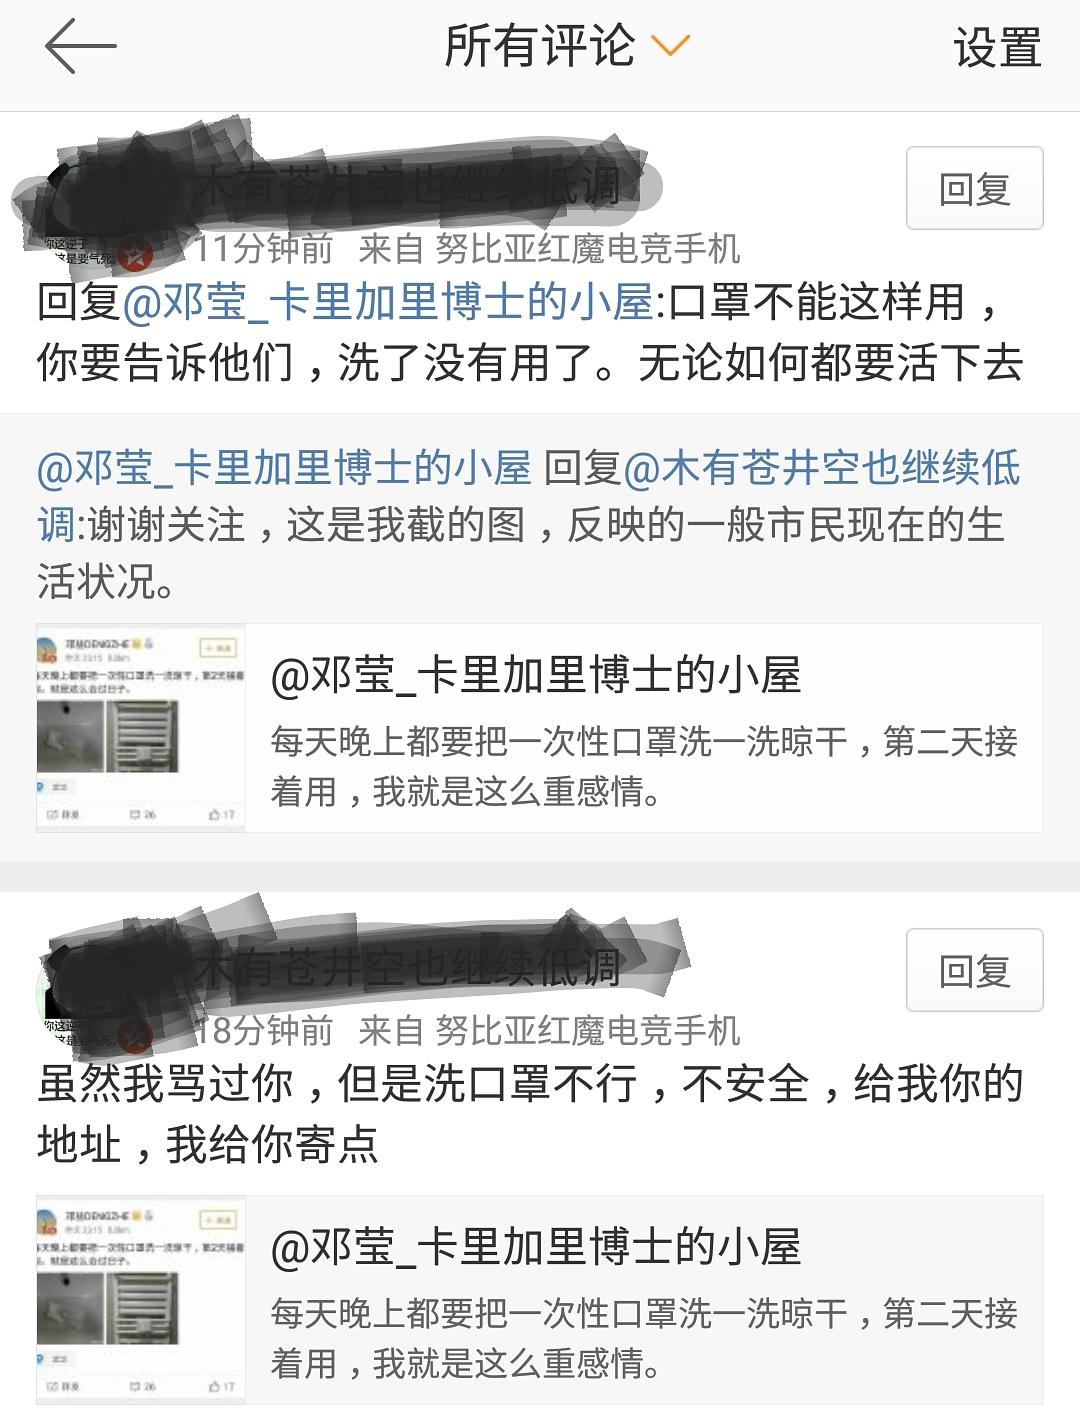 所有评论
设置
木有苍井空也继续低调
回复
11分钟前 来自 努比亚红魔电竞手机
回复@邓莹_卡里加里博士的小屋:口罩不能这样用，
你要告诉他们，洗了没有用了。无论如何都要活下去
@邓莹_卡里加里博士的小屋 回复@木有苍井空也继续低
调:谢谢关注，这是我截的图，反映的一般市民现在的生
活状况。
@邓莹_卡里加里博士的小屋
每天晚上都要把一次性口罩洗一洗晾干，第二天接
着用，我就是这么重感情。
26
17
木有苍井空也继续低调
回复
18分钟前 来自 努比亚红魔电竞手机
虽然我骂过你，但是洗口罩不行，不安全，给我你的
地址，我给你寄点
@邓莹_卡里加里博士的小屋
每天晚上都要把一次性口罩洗一洗晾干，第二天接
着用，我就是这么重感情。
26
17